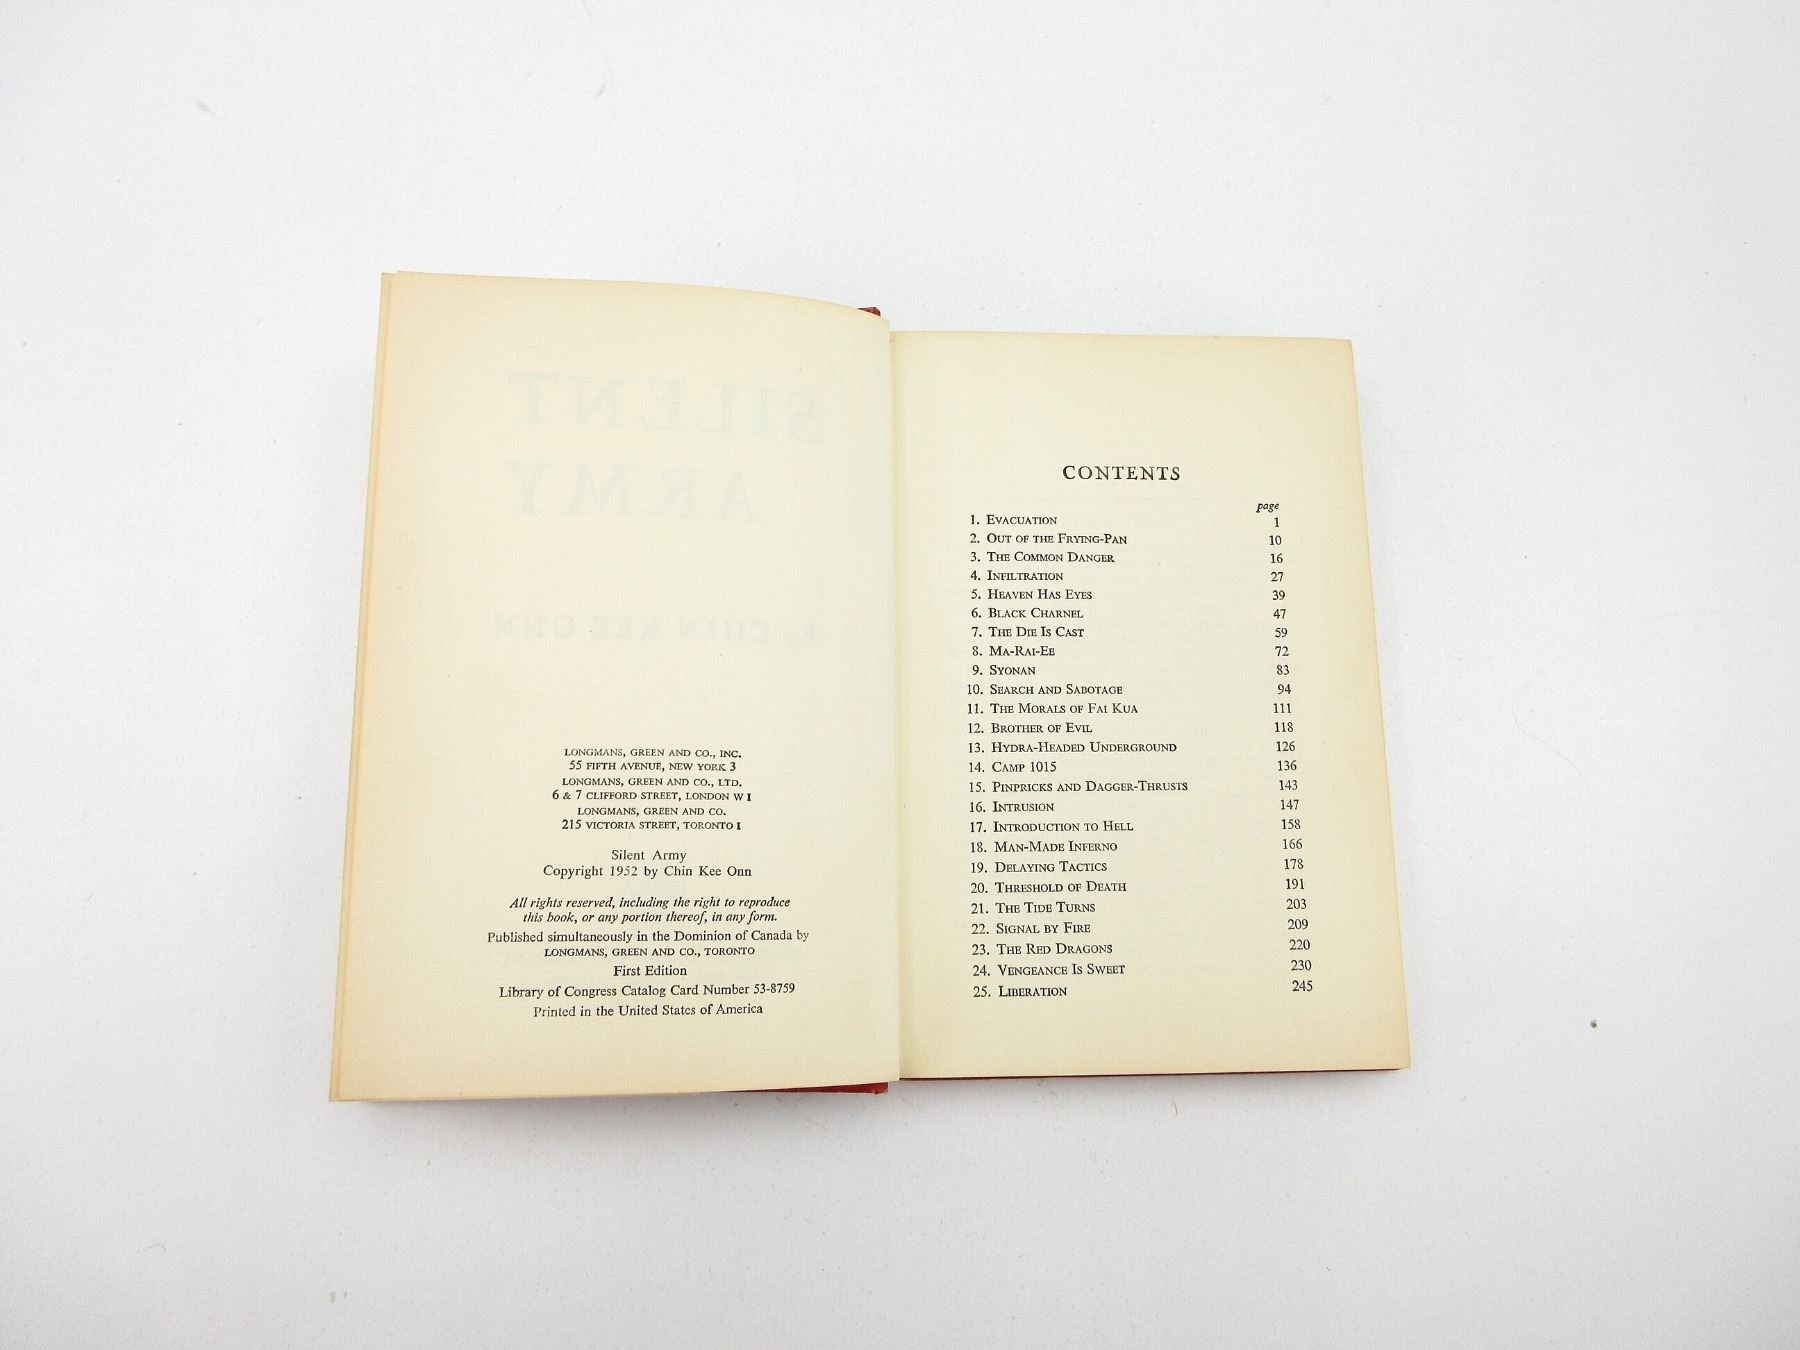 LONGMANS, GREEN AND CO., INC.
55 FIFTH AVENUE, NEW YORK 3
LONGMANS, GREEN AND CO., LTD.
6 & 7 CLIFFORD STREET, LONDON W I
LONGMANS, GREEN AND CO.
215 VICTORIA STREET, TORONTO I
Silent Army
Copyright 1952 by Chin Kee Onn
All rights reserved, including the right to reproduce
this book, or any portion thereof, in any form.
Published simultaneously in the Dominion of Canada by
LONGMANS, GREEN AND CO., TORONTO
First Edition
Library of Congress Catalog Card Number 53-8759
Printed in the United States of America
CONTENTS
page
1. EVACUATION 1
2. OUT OF THE FRYING-PAN 10
3. THE COMMON DANGER 16
4. INFILTRATION 27
5. HEAVEN HAS EYES 39
6. BLACK CHARNEL 47
7. THE DIE IS CAST 59
8. MA-RAI-EE 72
9. SYONAN 83
10. SEARCH AND SABOTAGE 94
11. THE MORALS OF FAI KUA 111
12. BROTHER OF EVIL 118
13. HYDRA-HEADED UNDERGROUND 126
14. CAMP 1015 136
15. PINPRICKS AND DAGGER-THRUSTS 143
16. INTRUSION 147
17. INTRODUCTION TO HELL 158
18. MAN-MADE INFERNO 166
19. DELAYING TACTICS 178
20. THRESHOLD OF DEATH 191
21. THE TIDE TURNS 203
22. SIGNAL BY FIRE 209
23. THE RED DRAGONS 220
24. VENGEANCE IS SWEET 230
25. LIBERATION 245